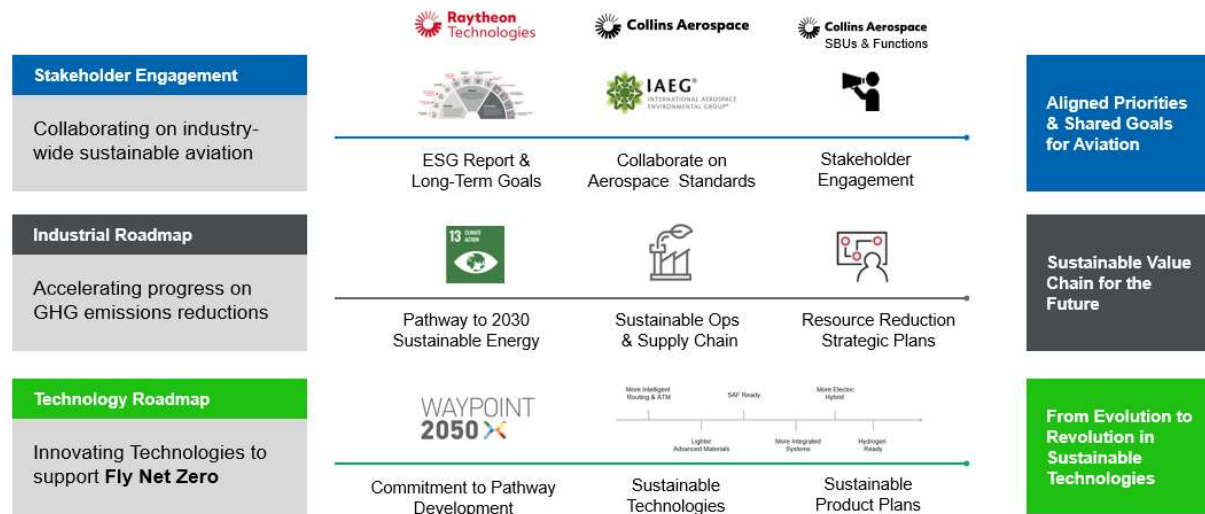 Raytheon
Technologies
Collins Aerospace
Collins Aerospace
SBUs & Functions
Stakeholder Engagement
Collaborating on industry-
wide sustainable aviation
IAEG®
INTERNATIONAL AEROSPACE
ENVIRONMENTAL GROUP
ESG Report &
Long-Term Goals
Collaborate on
Aerospace Standards
Stakeholder
Engagement
Aligned Priorities
& Shared Goals
for Aviation
Industrial Roadmap
Accelerating progress on
GHG emissions reductions
13 CLIMATE
ACTION
Pathway to 2030
Sustainable Energy
Sustainable Ops
& Supply Chain
Resource Reduction
Strategic Plans
Sustainable Value
Chain for the
Future
Technology Roadmap
Innovating Technologies to
support Fly Net Zero
WAYPOINT
2050
More Intelligent
Routing & ATM
SAF Ready
More Electric
Hybrid
Lighter
Advanced Materials
More Integrated
Systems
Hydrogen
Ready
Commitment to Pathway
Development
Sustainable
Technologies
Sustainable
Product Plans
From Evolution to
Revolution in
Sustainable
Technologies